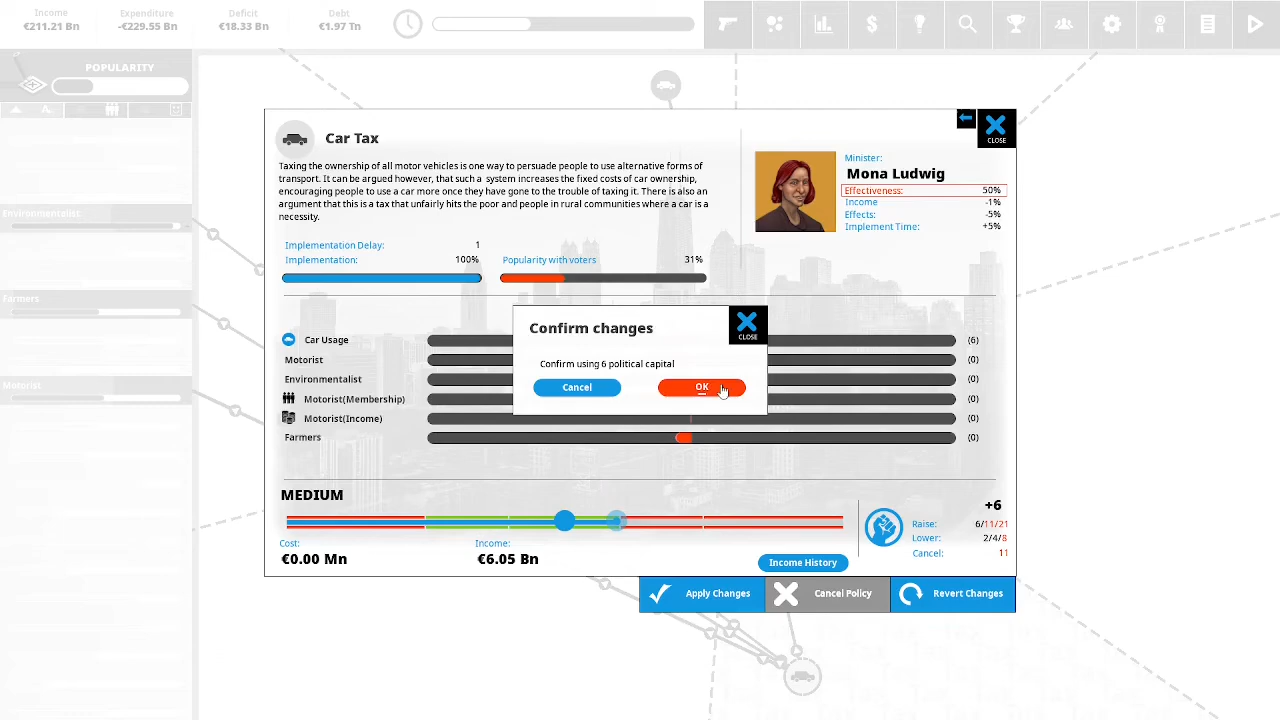 Income
€211.21 Bn
Expenditure
-€229.55 Bn
Deficit
€18.33 Bn
Debt
€1.97 Tn
POPULARITY
Environmentalist
Farmers
Motorist
Car Tax
Taxing the ownership of all motor vehicles is one way to persuade people to use alternative forms of
transport. It can be argued however, that such a system increases the fixed costs of car ownership,
encouraging people to use a car more once they have gone to the trouble of taxing it. There is also an
argument that this is a tax that unfairly hits the poor and people in rural communities where a car is a
necessity.
CLOSE
Minister:
Mona Ludwig
Effectiveness: 50%
Income -1%
Effects: -5%
Implement Time: +5%
Implementation Delay: 1
Implementation: 100%
Popularity with voters 31%
Confirm changes
CLOSE
Confirm using 6 political capital
Cancel
OK
Car Usage (6)
Motorist (0)
Environmentalist (0)
Motorist(Membership) (0)
Motorist(Income) (0)
Farmers (0)
MEDIUM
Cost:
€0.00 Mn
Income:
€6.05 Bn
Income History
+6
Raise: 6/11/21
Lower: 2/4/8
Cancel: 11
Apply Changes
Cancel Policy
Revert Changes